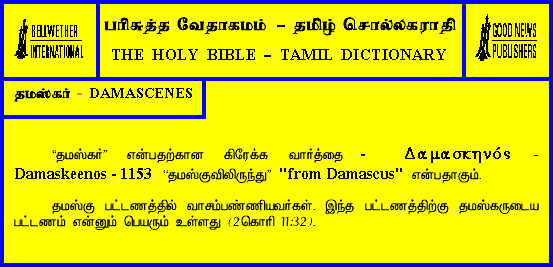 BELLWETHER
INTERNATIONAL
பரிசுத்த வேதாகமம் – தமிழ் சொல்லகராதி
THE HOLY BIBLE – TAMIL DICTIONARY
GOOD NEWS
PUBLISHERS
தமஸ்கர் - DAMASCENES
“தமஸ்கர்” என்பதற்கான கிரேக்க வார்த்தை - Δαμασκηνός -
Damaskeenos - 1153 “தமஸ்குவிலிருந்து” "from Damascus" என்பதாகும்.
தமஸ்கு பட்டணத்தில் வாசம்பண்ணியவர்கள். இந்த பட்டணத்திற்கு தமஸ்கருடைய
பட்டணம் என்னும் பெயரும் உள்ளது (2கொரி 11:32).